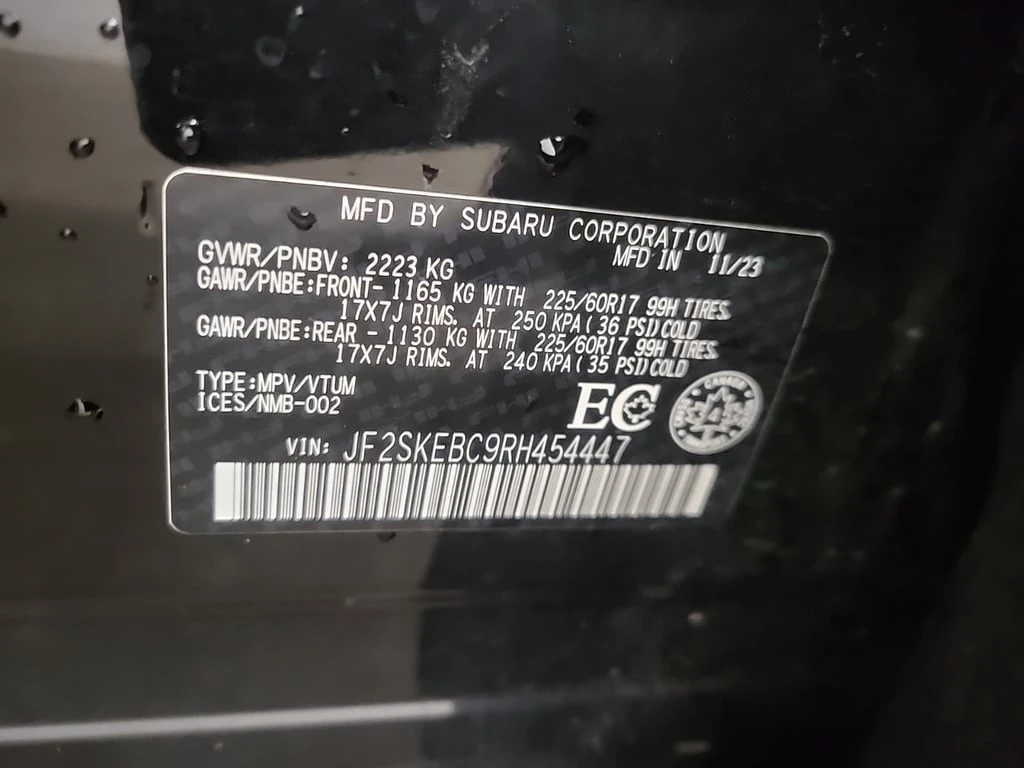 MFD BY SUBARU CORPORATION
MFD IN 11/23
GVWR/PNBV: 2223 KG
GAWR/PNBE:FRONT- 1165 KG WITH 225/60R17 99H TIRES
17X7J RIMS. AT 250 KPA(36 PSI)COLD
GAWR/PNBE:REAR - 1130 KG WITH 225/60R17 99H TIRES
17X7J RIMS. AT 240 KPA(35 PSI)COLD
TYPE:MPV/VTUM
ICES/NMB-002
EC
CANADA
VIN: JF2SKEBC9RH454447